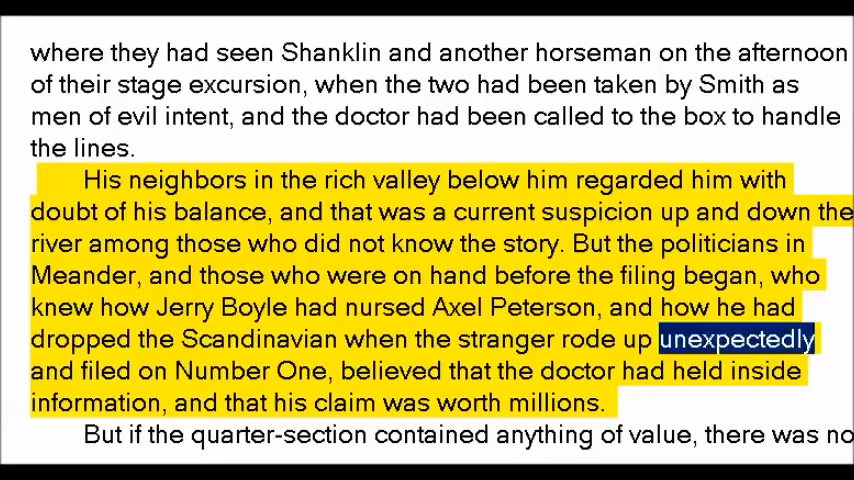 where they had seen Shanklin and another horseman on the afternoon
of their stage excursion, when the two had been taken by Smith as
men of evil intent, and the doctor had been called to the box to handle
the lines.
His neighbors in the rich valley below him regarded him with
doubt of his balance, and that was a current suspicion up and down the
river among those who did not know the story. But the politicians in
Meander, and those who were on hand before the filing began, who
knew how Jerry Boyle had nursed Axel Peterson, and how he had
dropped the Scandinavian when the stranger rode up unexpectedly
and filed on Number One, believed that the doctor had held inside
information, and that his claim was worth millions.
But if the quarter-section contained anything of value, there was no